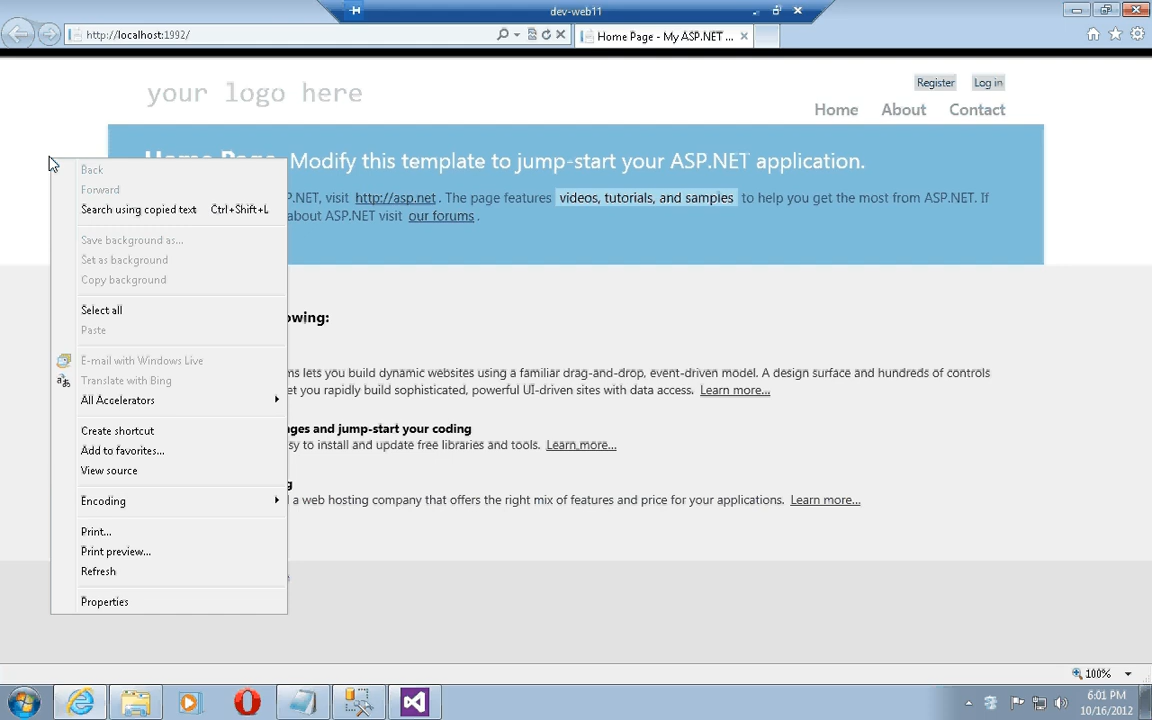 dev-web11
http://localhost:1992/
Home Page - My ASP.NET ...
your logo here
Register
Log in
Home
About
Contact
Home Page. Modify this template to jump-start your ASP.NET application.
P.NET, visit http://asp.net . The page features videos, tutorials, and samples to help you get the most from ASP.NET. If
about ASP.NET visit our forums .
Back
Forward
Search using copied text Ctrl+Shift+L
Save background as...
Set as background
Copy background
Select all
Paste
E-mail with Windows Live
Translate with Bing
All Accelerators
Create shortcut
Add to favorites...
View source
Encoding
Print...
Print preview...
Refresh
Properties
owing:
ns lets you build dynamic websites using a familiar drag-and-drop, event-driven model. A design surface and hundreds of controls
et you rapidly build sophisticated, powerful UI-driven sites with data access. Learn more...
ages and jump-start your coding
sy to install and update free libraries and tools. Learn more...
g
a web hosting company that offers the right mix of features and price for your applications. Learn more...
100%
6:01 PM
10/16/2012